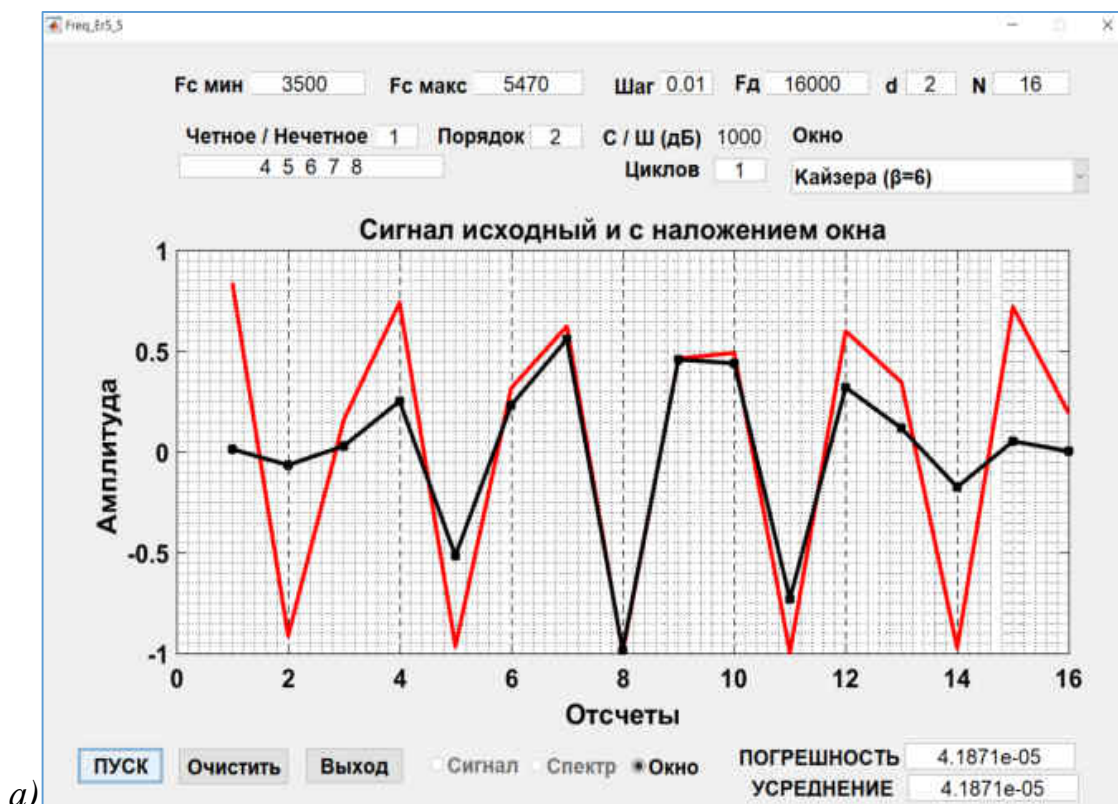 Freq_Er5_5
Fc мин 3500 Fc макс 5470 Шаг 0.01 Fд 16000 d 2 N 16
Четное / Нечетное 1 Порядок 2 С / Ш (дБ) 1000 Окно
4 5 6 7 8 Циклов 1 Кайзера (β=6)
Сигнал исходный и с наложением окна
1
0.5
0
-0.5
-1
Амплитуда
0 2 4 6 8 10 12 14 16
Отсчеты
ПУСК Очистить Выход Сигнал Спектр Окно ПОГРЕШНОСТЬ 4.1871e-05
УСРЕДНЕНИЕ 4.1871e-05
а)